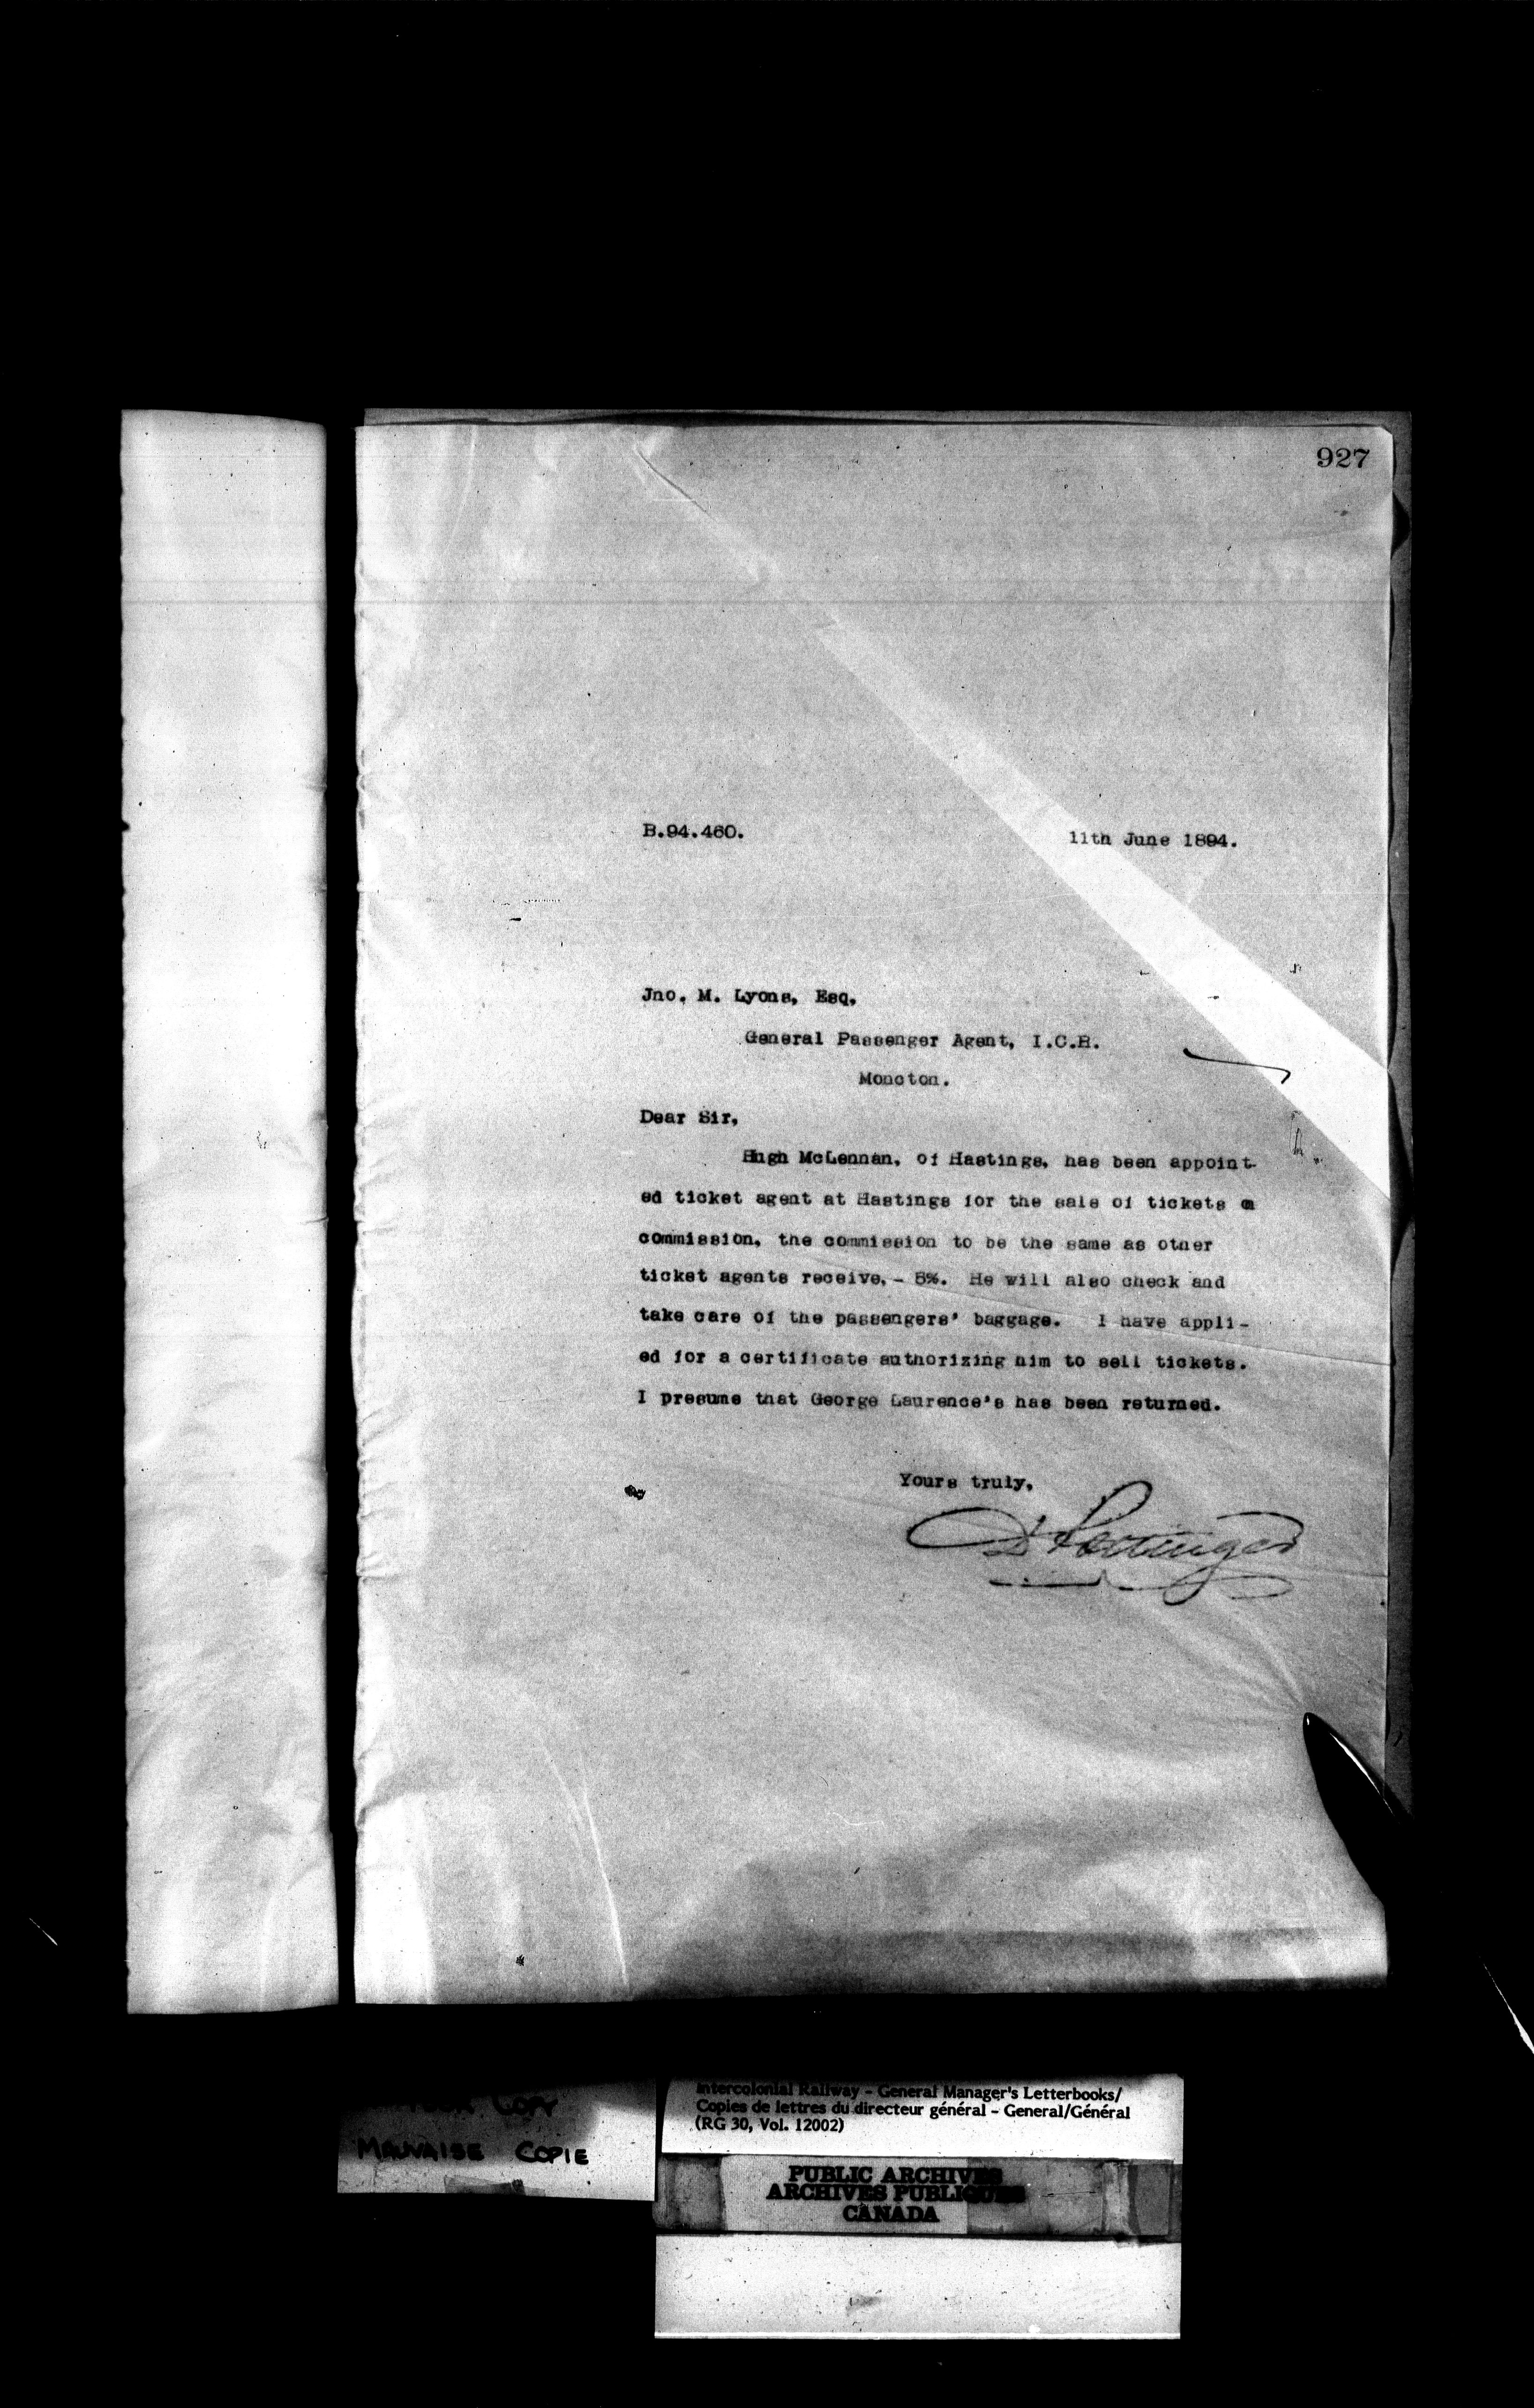 927
B.94.460.
11th June 1894.
Jno. M. Lyons, Esq,
General Passenger Agent, I.C.R.
Moncton.
Dear Sir,
Hugh McLennan, of Hastings, has been appoint-
ed ticket agent at Hastings for the sale of tickets on
commission, the commission to be the same as other
ticket agents receive,- 5%. He will also check and
take care of the passengers' baggage. I have appli-
ed for a certificate authorizing him to sell tickets.
I presume that George Laurence's has been returned.
Yours truly,
D Pottinger
COPY
MAUVAISE COPIE
Intercolonial Railway - General Manager's Letterbooks/
Copies de lettres du directeur général - General/Général
(RG 30, Vol. 12002)
PUBLIC ARCHIVES
ARCHIVES PUBLIQUES
CANADA